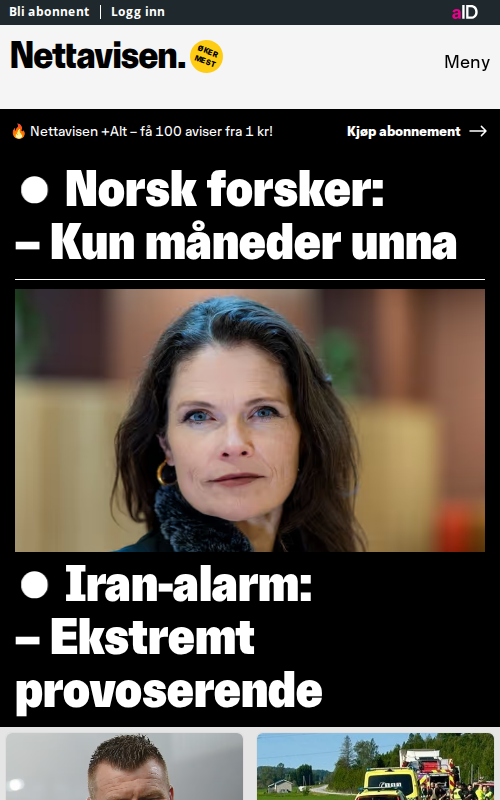 Bli abonnent | Logg inn
aID
Nettavisen.
ØKER
MEST
Meny
Nettavisen +Alt – få 100 aviser fra 1 kr!
Kjøp abonnement
Norsk forsker:
– Kun måneder unna
Iran-alarm:
– Ekstremt
provoserende